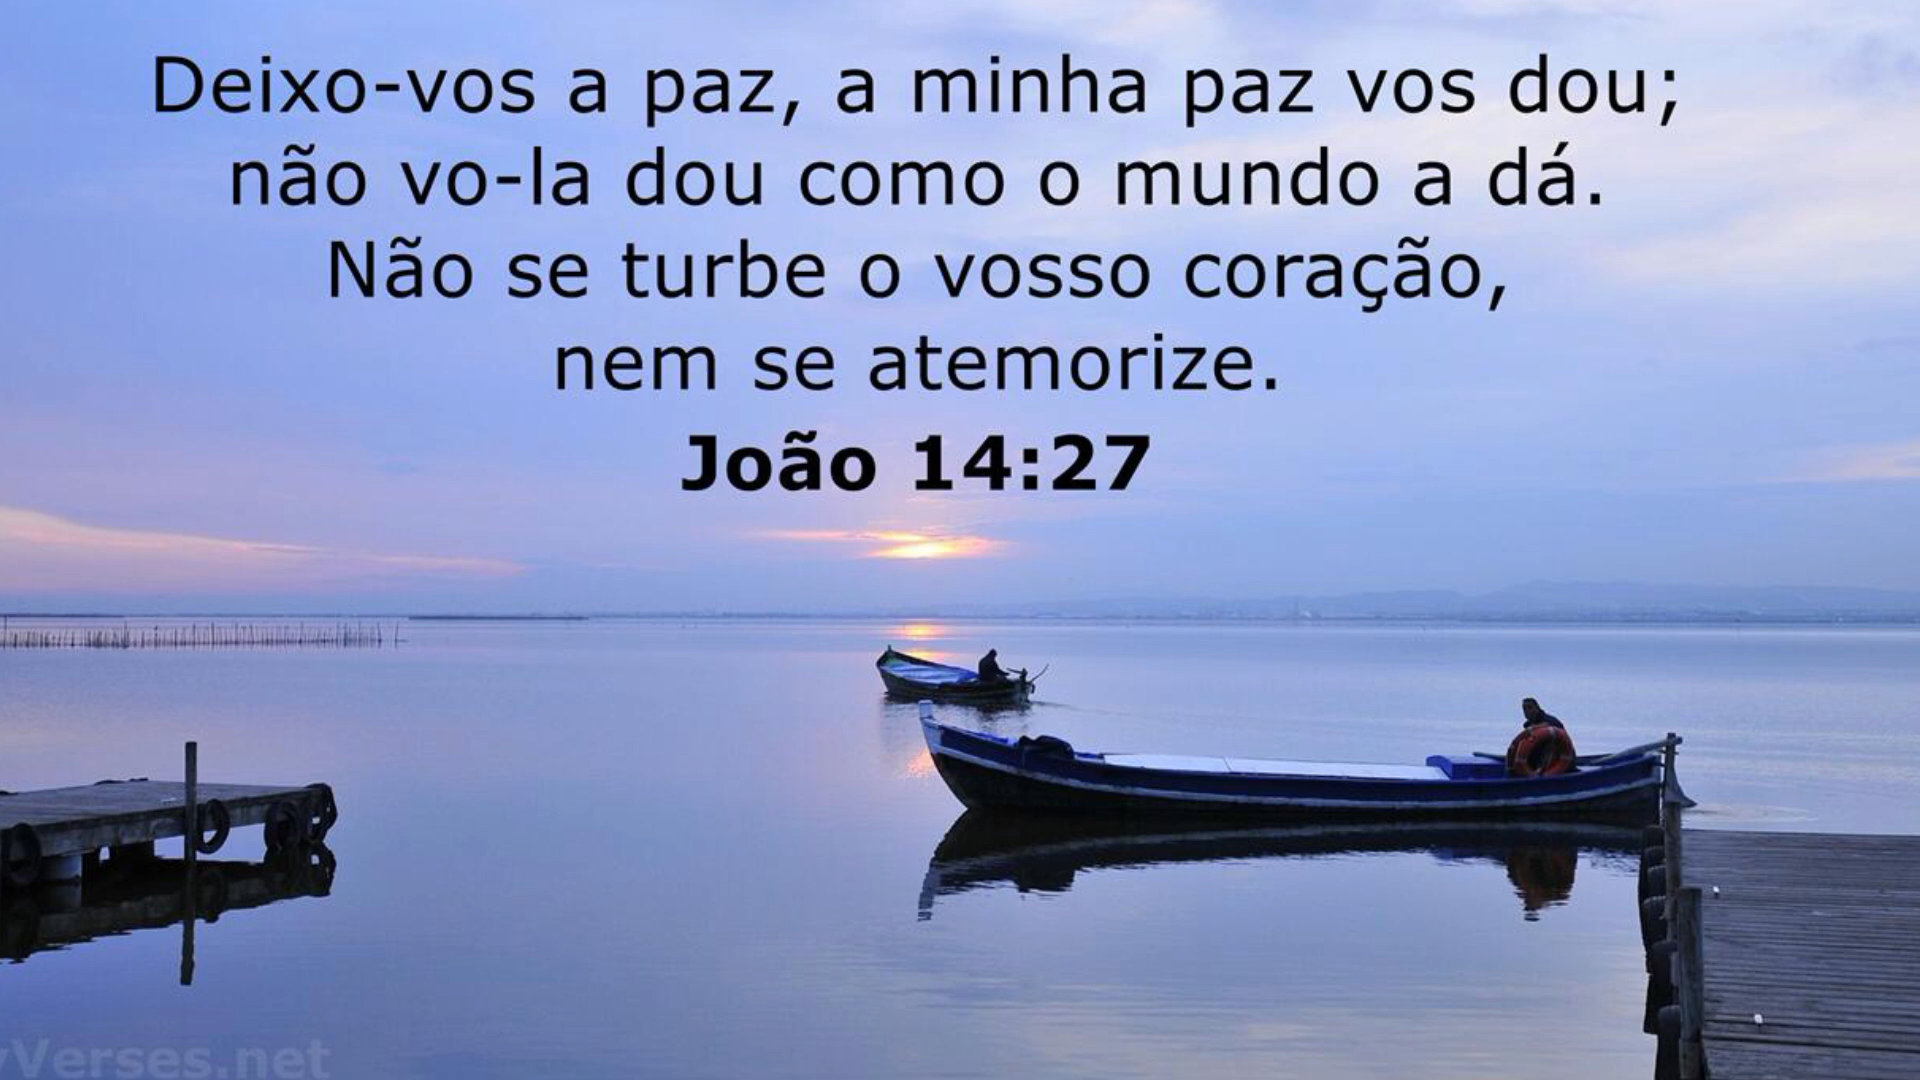 Deixo-vos a paz, a minha paz vos dou;
não vo-la dou como o mundo a dá.
Não se turbe o vosso coração,
nem se atemorize.
João 14:27
yVerses.net